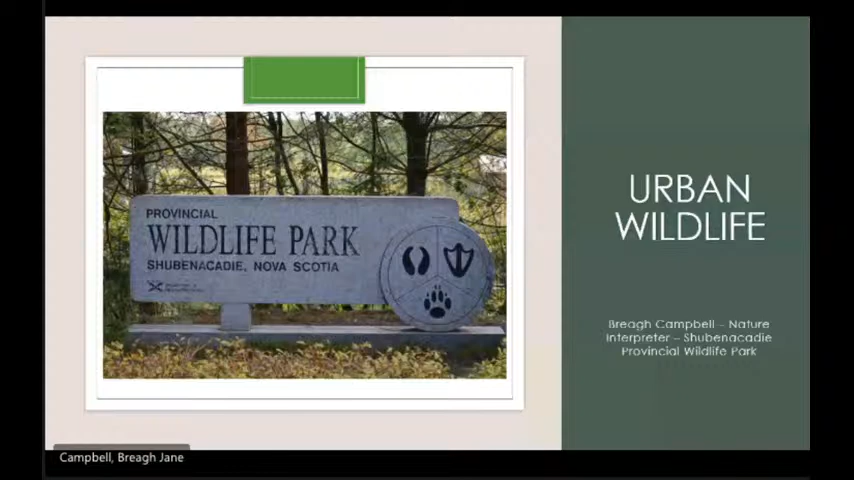 PROVINCIAL
WILDLIFE PARK
SHUBENACADIE, NOVA SCOTIA
URBAN
WILDLIFE
Breagh Campbell – Nature
Interpreter – Shubenacadie
Provincial Wildlife Park
Campbell, Breagh Jane